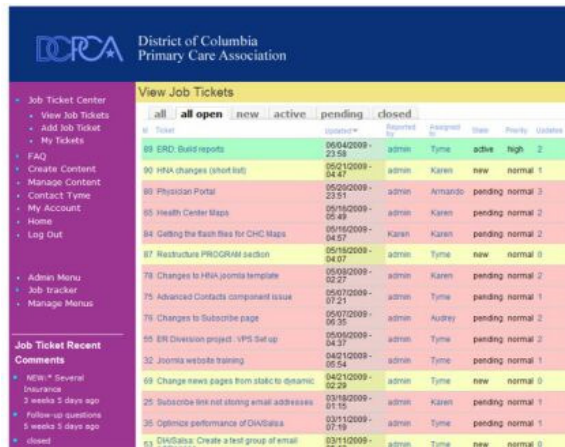 DCPCA
District of Columbia
Primary Care Association
Job Ticket Center
View Job Tickets
Add Job Ticket
My Tickets
FAQ
Create Content
Manage Content
Contact Tyme
My Account
Home
Log Out
Admin Menu
Job tracker
Manage Menus
Job Ticket Recent
Comments
NEW:* Several
Insurance
3 weeks 5 days ago
Follow-up questions
5 weeks 5 days ago
closed
View Job Tickets
all all open new active pending closed
Id Ticket Updated Reported by Assigned to State Priority Updates
89 ERD: Build reports 06/04/2009 - 23:58 admin Tyme active high 2
90 HNA changes (short list) 05/21/2009 - 04:47 admin Karen new normal 1
60 Physician Portal 05/20/2009 - 23:51 admin Armando pending normal 3
65 Health Center Maps 05/16/2009 - 05:49 admin Karen pending normal 2
84 Getting the flash files for CHC Maps 05/16/2009 - 04:57 Karen Karen pending normal 2
87 Restructure PROGRAM section 05/16/2009 - 04:07 admin Tyme new normal 0
78 Changes to HNA joomla template 05/08/2009 - 02:27 admin Karen pending normal 2
75 Advanced Contacts component issue 05/07/2009 - 07:21 admin Tyme pending normal 1
76 Changes to Subscribe page 05/07/2009 - 06:35 admin Audrey pending normal 2
55 ER Diversion project: VPS Set up 05/06/2009 - 04:37 admin Tyme pending normal 2
32 Joomla website training 04/21/2009 - 05:54 admin Tyme pending normal 1
69 Change news pages from static to dynamic 04/21/2009 - 02:29 admin Tyme new normal 0
25 Subscribe link not storing email addresses 03/18/2009 - 01:15 admin Karen pending normal 1
35 Optimize performance of DIA/Salsa 03/11/2009 - 07:19 admin Tyme pending normal 1
53 DIA/Salsa: Create a test group of email 03/11/2009 - admin Tyme new normal 0